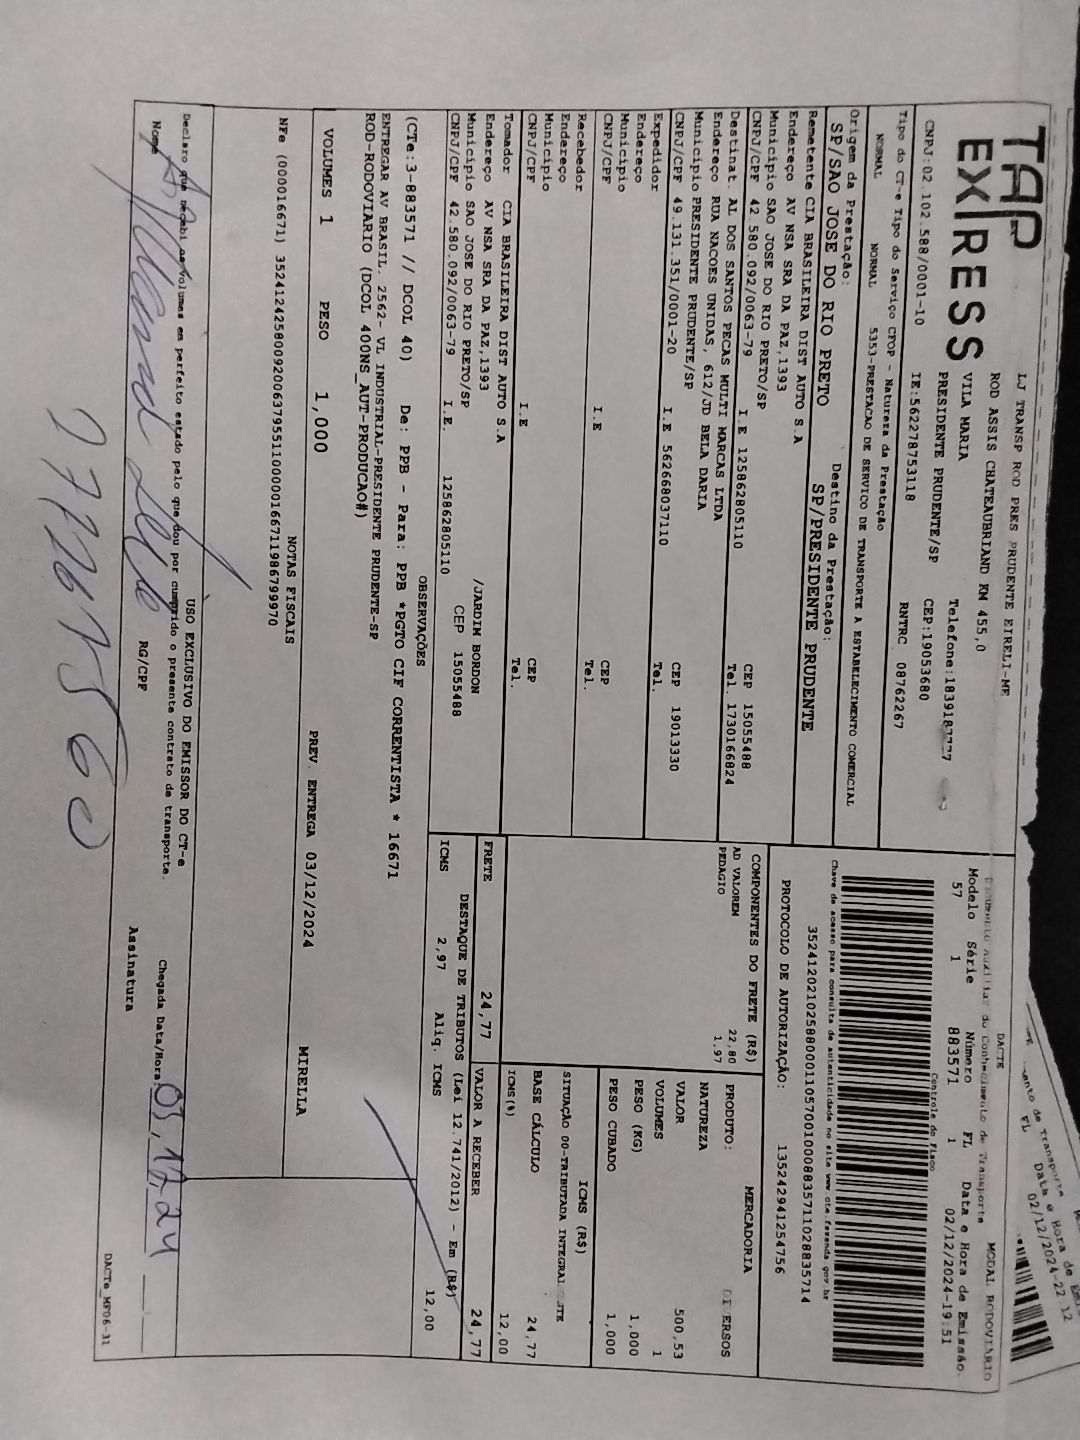 TAP
EX/RESS
LJ TRANSP ROD PRES PRUDENTE EIRELI-ME
ROD ASSIS CHATEAUBRIAND KM 455,0
VILA MARIA
PRESIDENTE PRUDENTE/SP
Telefone:1839183777
CEP:19053680
CNPJ:02.102.588/0001-10
IE:562278753118
RNTRC 08762267
Tipo do CT-e Tipo do Serviço CFOP - Natureza da Prestação
NORMAL NORMAL 5353-PRESTACAO DE SERVICO DE TRANSPORTE A ESTABELECIMENTO COMERCIAL
Origem da Prestação: Destino da Prestação:
SP/SAO JOSE DO RIO PRETO SP/PRESIDENTE PRUDENTE
Remetente CIA BRASILEIRA DIST AUTO S.A
Endereço AV NSA SRA DA PAZ,1393
Município SAO JOSE DO RIO PRETO/SP CEP 15055488
CNPJ/CPF 42.580.092/0063-79 I.E 125862805110 Tel. 1730166824
Destinat. AL DOS SANTOS PECAS MULTI MARCAS LTDA
Endereço RUA NACOES UNIDAS, 612/JD BELA DARIA
Município PRESIDENTE PRUDENTE/SP CEP 19013330
CNPJ/CPF 49.131.351/0001-20 I.E 562668037110 Tel.
Expedidor
Endereço
Município CEP
CNPJ/CPF I.E Tel.
Recebedor
Endereço
Município CEP
CNPJ/CPF I.E Tel.
Tomador CIA BRASILEIRA DIST AUTO S.A
Endereço AV NSA SRA DA PAZ,1393 /JARDIM BORDON
Município SAO JOSE DO RIO PRETO/SP CEP 15055488
CNPJ/CPF 42.580.092/0063-79 I.E. 125862805110
DACTE MODAL RODOVIÁRIO
Documento Auxiliar do Conhecimento de Transporte
Modelo Série Número FL Data e Hora de Emissão
57 1 883571 1 02/12/2024-19:51
Controle do Fisco
Chave de acesso para consulta de autenticidade no site www.cte.fazenda.gov.br
35241202102588000110570010008835711028835714
PROTOCOLO DE AUTORIZAÇÃO: 135242941254756
COMPONENTES DO FRETE (R$)
AD VALOREM 22,80
PEDAGIO 1,97
MERCADORIA
PRODUTO: DIVERSOS
NATUREZA
VALOR 500,53
VOLUMES 1
PESO (KG) 1,000
PESO CUBADO 1,000
ICMS (R$)
SITUAÇÃO 00-TRIBUTADA INTEGRALMENTE
BASE CÁLCULO 24,77
ICMS(%) 12,00
FRETE 24,77 VALOR A RECEBER 24,77
DESTAQUE DE TRIBUTOS (Lei 12.741/2012) - Em (R$)
ICMS 2,97 Aliq. ICMS 12,00
OBSERVAÇÕES
(CTe:3-883571 // DCOL 40) De: PPB - Para: PPB *PGTO CIF CORRENTISTA * 16671
ENTREGAR AV BRASIL, 2562- VL INDUSTRIAL-PRESIDENTE PRUDENTE-SP
ROD-RODOVIARIO (DCOL 400NS_AUT-PRODUCAO#)
VOLUMES 1 PESO 1,000 PREV. ENTREGA 03/12/2024 MIRELLA
NOTAS FISCAIS
NFe (000016671) 35241242580092006379551100000166711986799970
USO EXCLUSIVO DO EMISSOR DO CT-e
Declaro que recebi os volumes em perfeito estado pelo que dou por cumprido o presente contrato de transporte.
Nome RG/CPF Assinatura Chegada Data/Hora 03,12,24
DACTe_MF06-31
ento de Transporte
FL Data e Hora de
02/12/2024-22:12